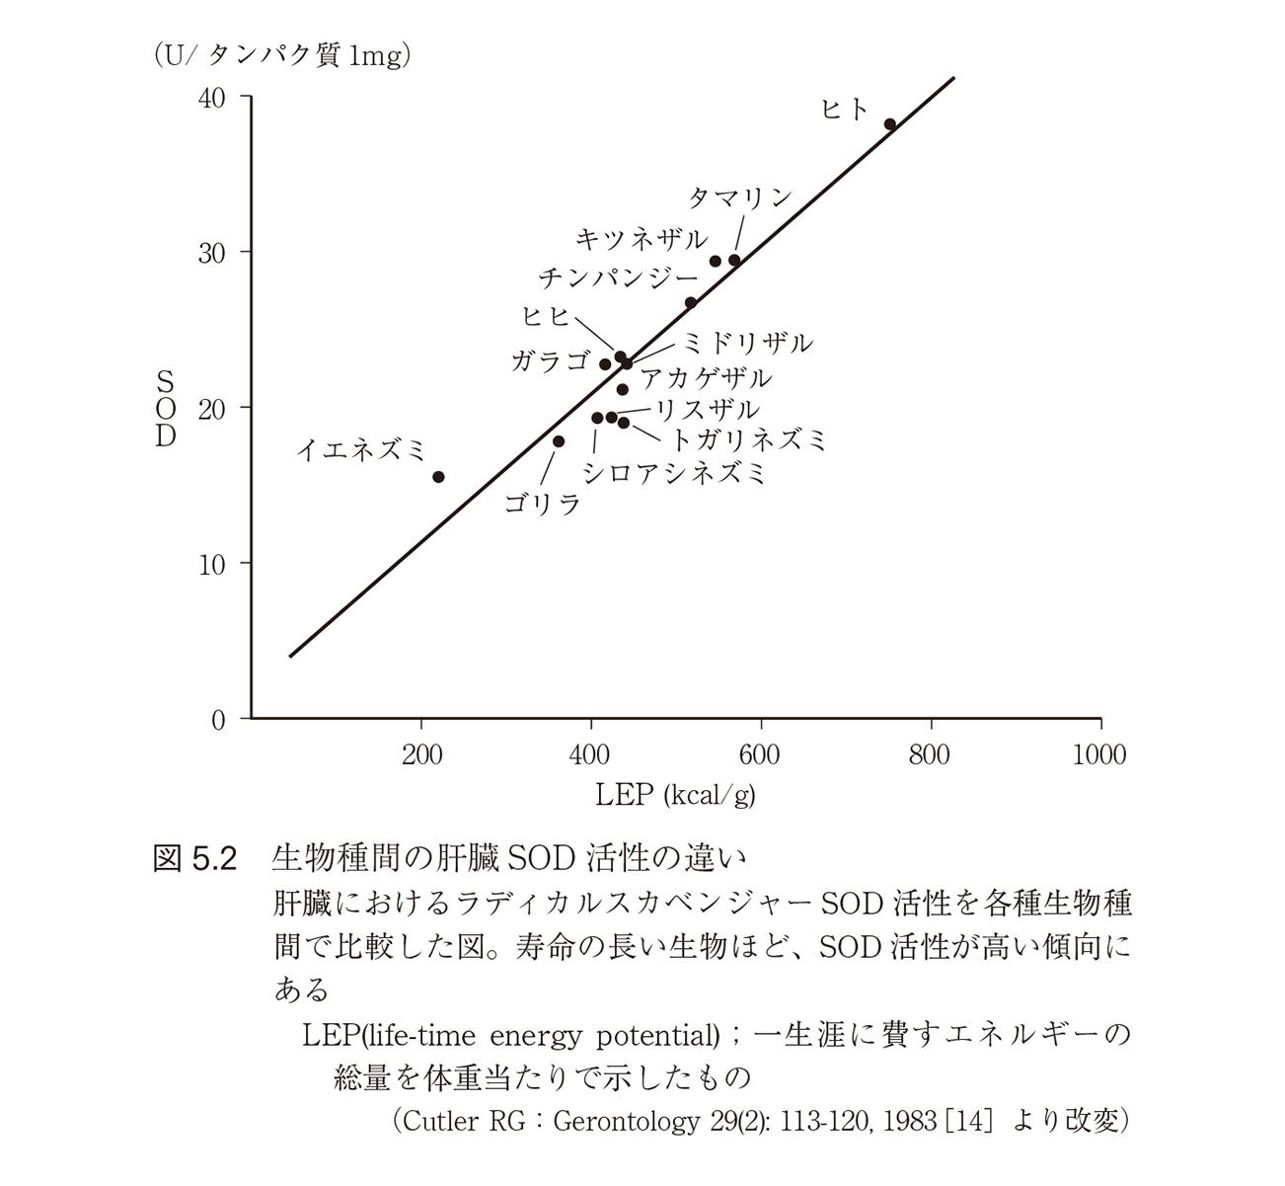 (U/ タンパク質 1mg)
40
30
20
10
0
S
O
D
ヒト
タマリン
キツネザル
チンパンジー
ヒヒ
ミドリザル
ガラゴ
アカゲザル
リスザル
トガリネズミ
イエネズミ
シロアシネズミ
ゴリラ
200 400 600 800 1000
LEP (kcal/g)
図 5.2 生物種間の肝臓 SOD 活性の違い
肝臓におけるラディカルスカベンジャー SOD 活性を各種生物種
間で比較した図。寿命の長い生物ほど、SOD 活性が高い傾向に
ある
LEP(life-time energy potential)；一生涯に費すエネルギーの
総量を体重当たりで示したもの
（Cutler RG：Gerontology 29(2): 113-120, 1983 [14] より改変）